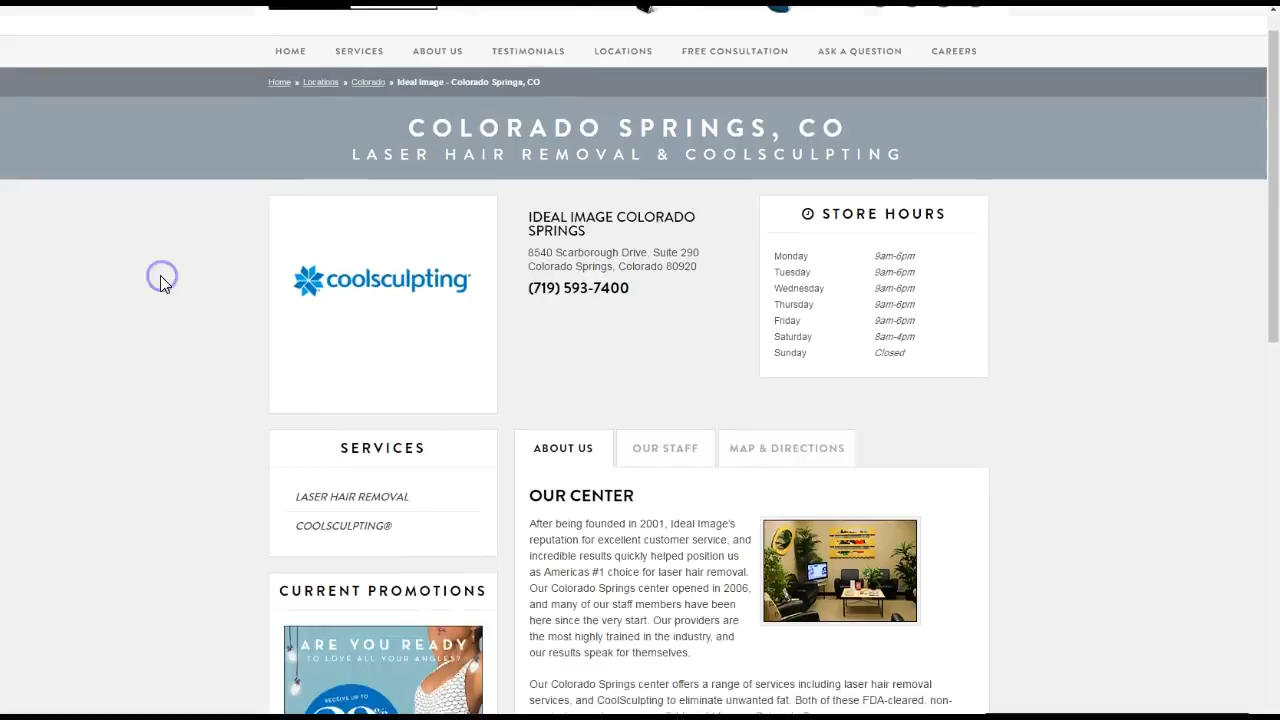 HOME SERVICES ABOUT US TESTIMONIALS LOCATIONS FREE CONSULTATION ASK A QUESTION CAREERS
Home » Locations » Colorado » Ideal Image - Colorado Springs, CO
COLORADO SPRINGS, CO
LASER HAIR REMOVAL & COOLSCULPTING
coolsculpting
IDEAL IMAGE COLORADO
SPRINGS
8540 Scarborough Drive, Suite 290
Colorado Springs, Colorado 80920
(719) 593-7400
STORE HOURS
Monday 9am-6pm
Tuesday 9am-6pm
Wednesday 9am-6pm
Thursday 9am-6pm
Friday 9am-6pm
Saturday 8am-4pm
Sunday Closed
SERVICES
LASER HAIR REMOVAL
COOLSCULPTING®
CURRENT PROMOTIONS
ARE YOU READY
TO LOVE ALL YOUR ANGLES?
RECEIVE UP TO
ABOUT US OUR STAFF MAP & DIRECTIONS
OUR CENTER
After being founded in 2001, Ideal Image's
reputation for excellent customer service, and
incredible results quickly helped position us
as Americas #1 choice for laser hair removal.
Our Colorado Springs center opened in 2006,
and many of our staff members have been
here since the very start. Our providers are
the most highly trained in the industry, and
our results speak for themselves.
Our Colorado Springs center offers a range of services including laser hair removal
services, and CoolSculpting to eliminate unwanted fat. Both of these FDA-cleared, non-